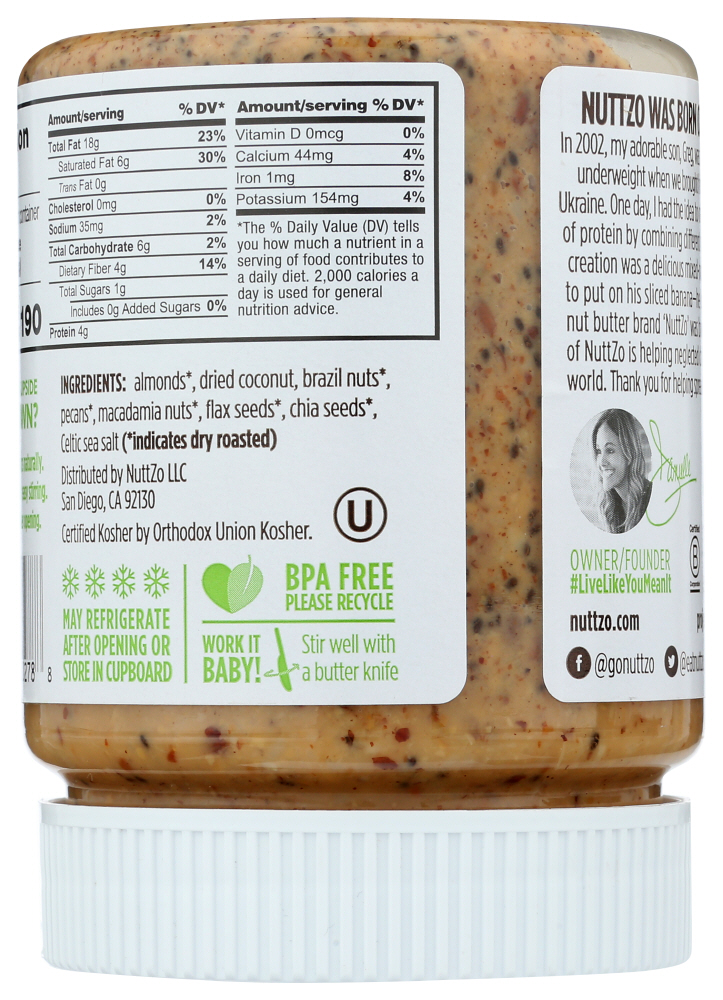 on
Amount/serving % DV*
Total Fat 18g 23%
Saturated Fat 6g 30%
Trans Fat 0g
Cholesterol 0mg 0%
Sodium 35mg 2%
Total Carbohydrate 6g 2%
Dietary Fiber 4g 14%
Total Sugars 1g
Includes 0g Added Sugars 0%
Protein 4g
190
Amount/serving % DV*
Vitamin D 0mcg 0%
Calcium 44mg 4%
Iron 1mg 8%
Potassium 154mg 4%
*The % Daily Value (DV) tells
you how much a nutrient in a
serving of food contributes to
a daily diet. 2,000 calories a
day is used for general
nutrition advice.
INGREDIENTS: almonds*, dried coconut, brazil nuts*,
pecans*, macadamia nuts*, flax seeds*, chia seeds*,
Celtic sea salt (*indicates dry roasted)
Distributed by NuttZo LLC
San Diego, CA 92130
Certified Kosher by Orthodox Union Kosher.
U
MAY REFRIGERATE
AFTER OPENING OR
STORE IN CUPBOARD
BPA FREE
PLEASE RECYCLE
WORK IT
BABY!
Stir well with
a butter knife
278 8
NUTTZO WAS BORN
In 2002, my adorable son, Greg,
underweight when we brought
Ukraine. One day, I had the idea to
of protein by combining different
creation was a delicious
to put on his sliced banana
nut butter brand 'NuttZo'
of NuttZo is helping neglected
world. Thank you for helping
Danielle
OWNER/FOUNDER
#LiveLikeYouMeanIt
Certified
B
Corporation
nuttzo.com
@gonuttzo